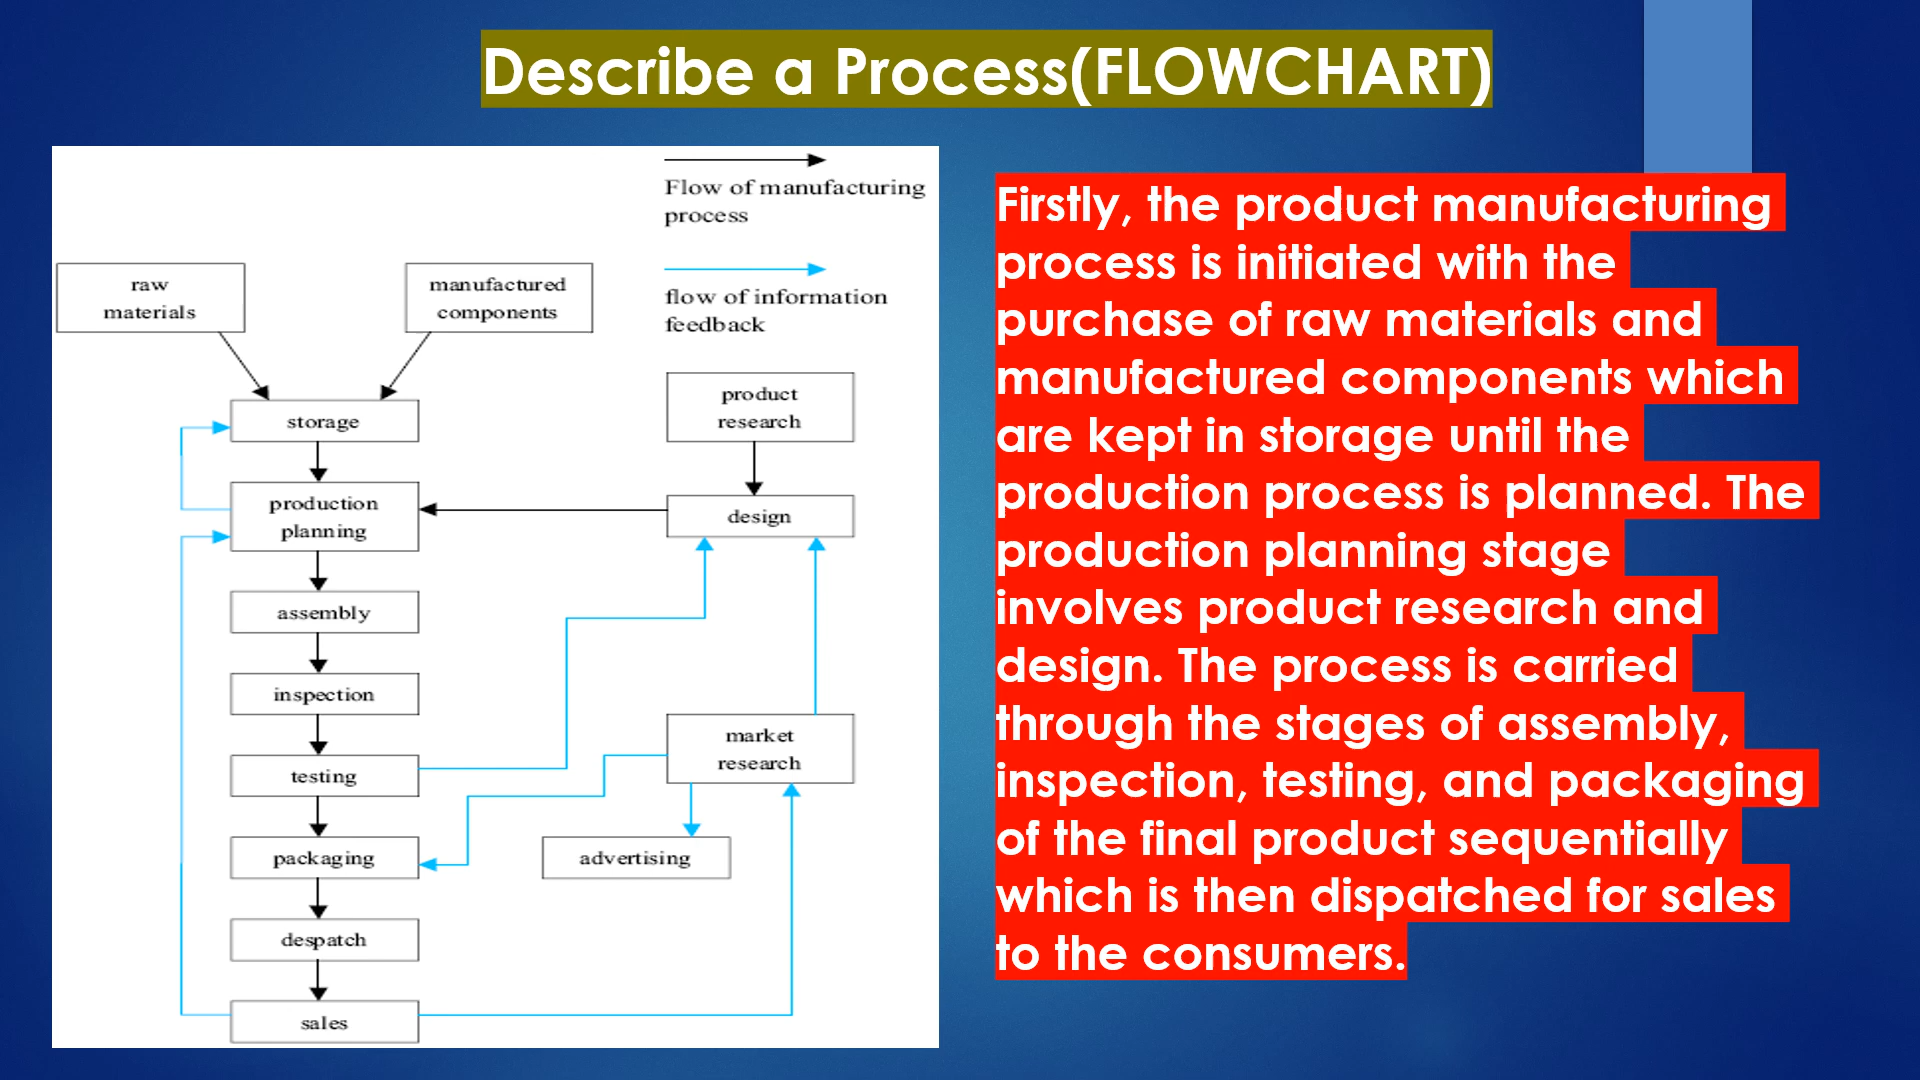 Describe a Process(FLOWCHART)
Flow of manufacturing
process
flow of information
feedback
raw
materials
manufactured
components
storage
product
research
production
planning
design
assembly
inspection
testing
market
research
packaging
advertising
despatch
sales
Firstly, the product manufacturing
process is initiated with the
purchase of raw materials and
manufactured components which
are kept in storage until the
production process is planned. The
production planning stage
involves product research and
design. The process is carried
through the stages of assembly,
inspection, testing, and packaging
of the final product sequentially
which is then dispatched for sales
to the consumers.